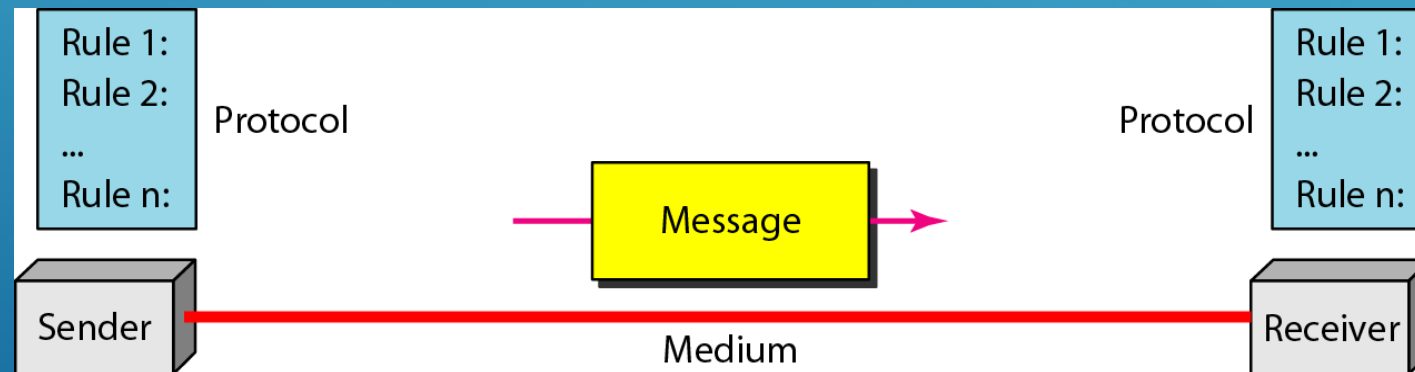 Rule 1:
Rule 2:
...
Rule n:
Protocol
Protocol
Rule 1:
Rule 2:
...
Rule n:
Message
Sender
Medium
Receiver